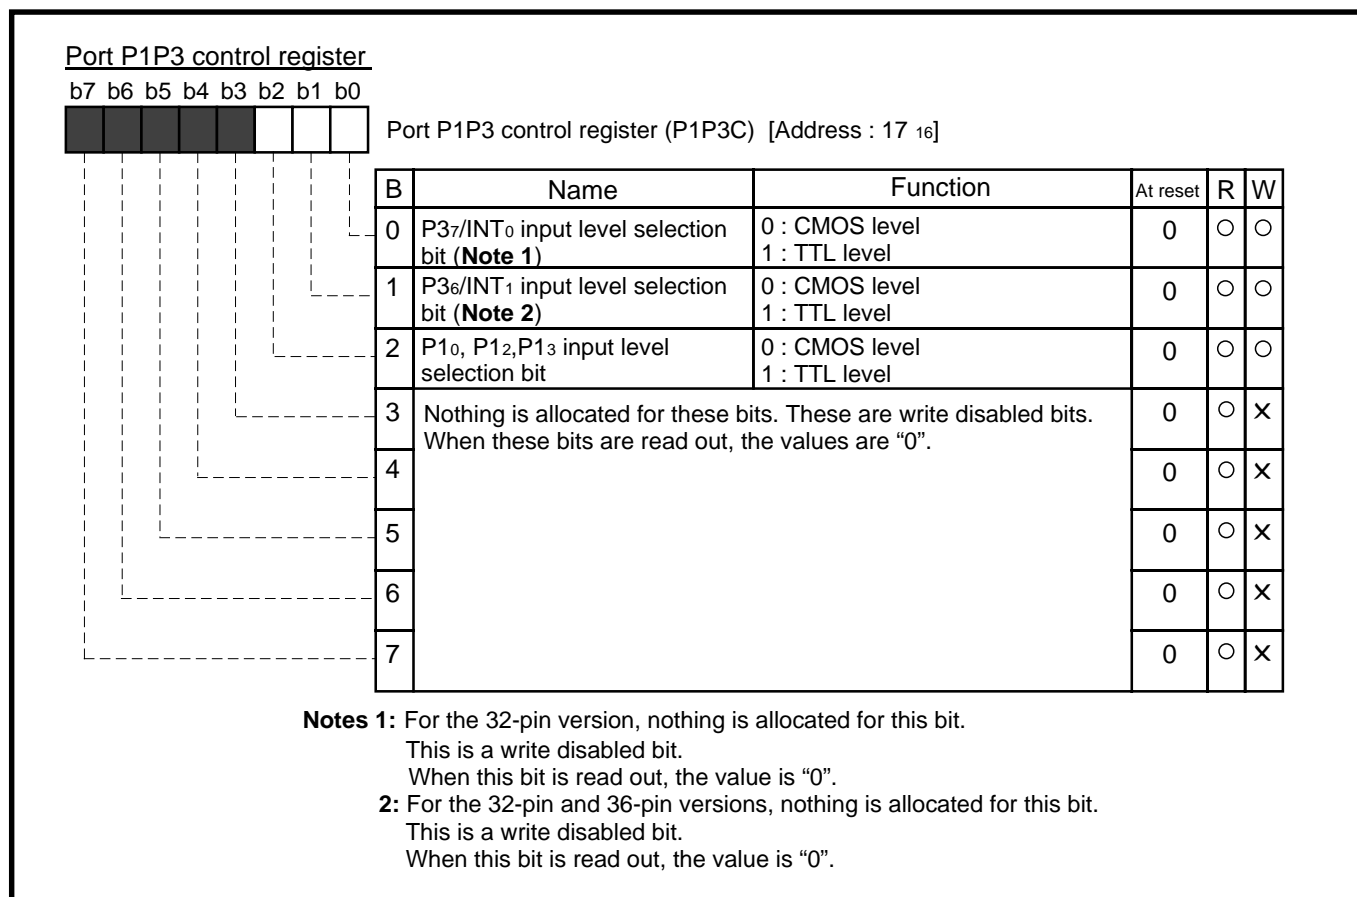 Port P1P3 control register
b7 b6 b5 b4 b3 b2 b1 b0
Port P1P3 control register (P1P3C) [Address : 17 16]
B Name Function At reset R W
0 P37/INT0 input level selection 0 : CMOS level 0 ○ ○
bit (Note 1) 1 : TTL level
1 P36/INT1 input level selection 0 : CMOS level 0 ○ ○
bit (Note 2) 1 : TTL level
2 P10, P12,P13 input level 0 : CMOS level 0 ○ ○
selection bit 1 : TTL level
3 Nothing is allocated for these bits. These are write disabled bits. 0 ○ ×
When these bits are read out, the values are “0”.
4 0 ○ ×
5 0 ○ ×
6 0 ○ ×
7 0 ○ ×
Notes 1: For the 32-pin version, nothing is allocated for this bit.
This is a write disabled bit.
When this bit is read out, the value is “0”.
2: For the 32-pin and 36-pin versions, nothing is allocated for this bit.
This is a write disabled bit.
When this bit is read out, the value is “0”.